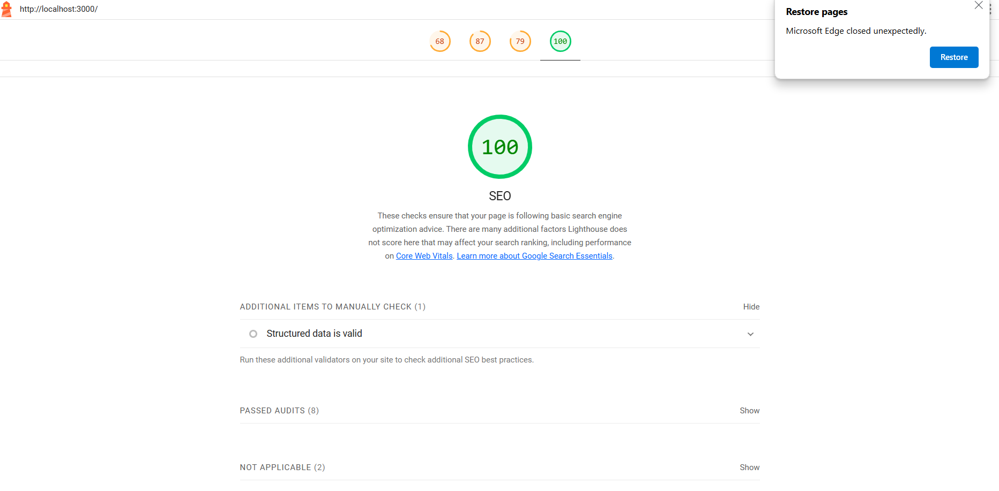 http://localhost:3000/
Restore pages
Microsoft Edge closed unexpectedly.
Restore
68
87
79
100
100
SEO
These checks ensure that your page is following basic search engine
optimization advice. There are many additional factors Lighthouse does
not score here that may affect your search ranking, including performance
on Core Web Vitals. Learn more about Google Search Essentials.
ADDITIONAL ITEMS TO MANUALLY CHECK (1)
Hide
Structured data is valid
Run these additional validators on your site to check additional SEO best practices.
PASSED AUDITS (8)
Show
NOT APPLICABLE (2)
Show